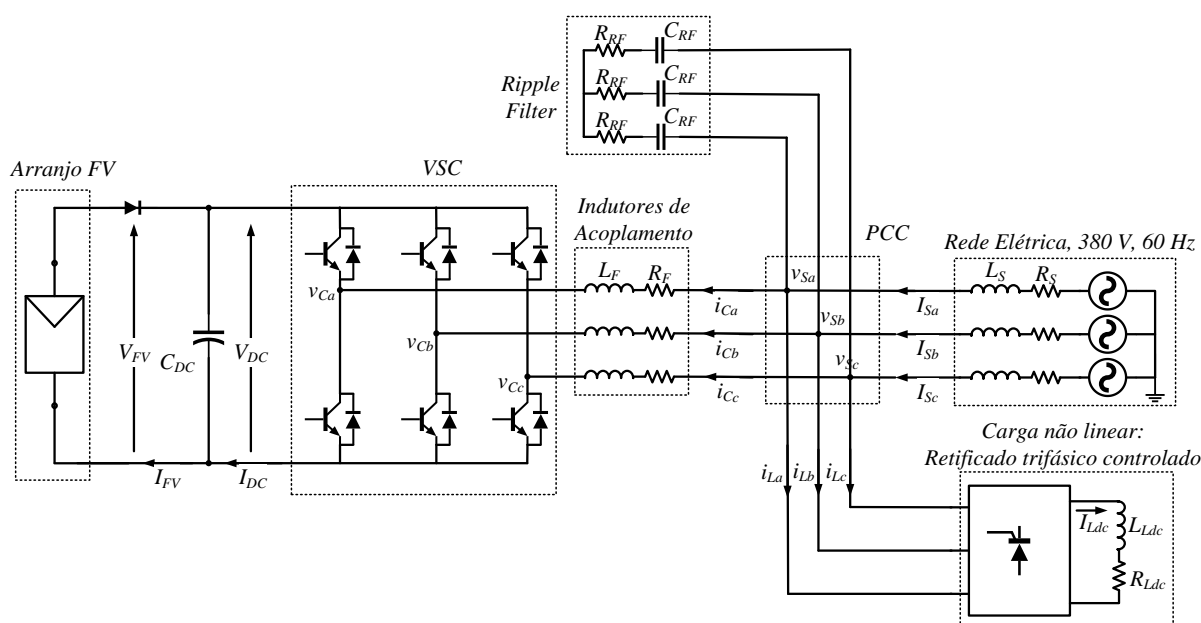 R_RF
C_RF
R_RF
C_RF
R_RF
C_RF
Ripple
Filter
Arranjo FV
VSC
Indutores de
Acoplamento
PCC
Rede Elétrica, 380 V, 60 Hz
L_F
R_F
v_Sa
L_S
R_S
v_Ca
i_Ca
I_Sa
v_Sb
v_Cb
i_Cb
I_Sb
V_FV
C_DC
V_DC
v_Sc
v_Cc
i_Cc
I_Sc
Carga não linear:
Retificado trifásico controlado
I_FV
I_DC
i_La
i_Lb
i_Lc
I_Ldc
L_Ldc
R_Ldc